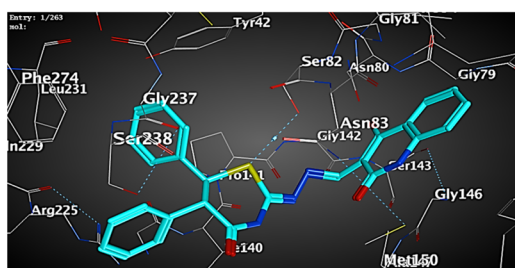 Entry: 1/263
mol:
Tyr42
Gly81
Ser82
Asn80
Gly79
Phe274
Leu231
Gly237
Asn83
Ser238
Gly142
Ser143
Gly146
Arg225
Met150